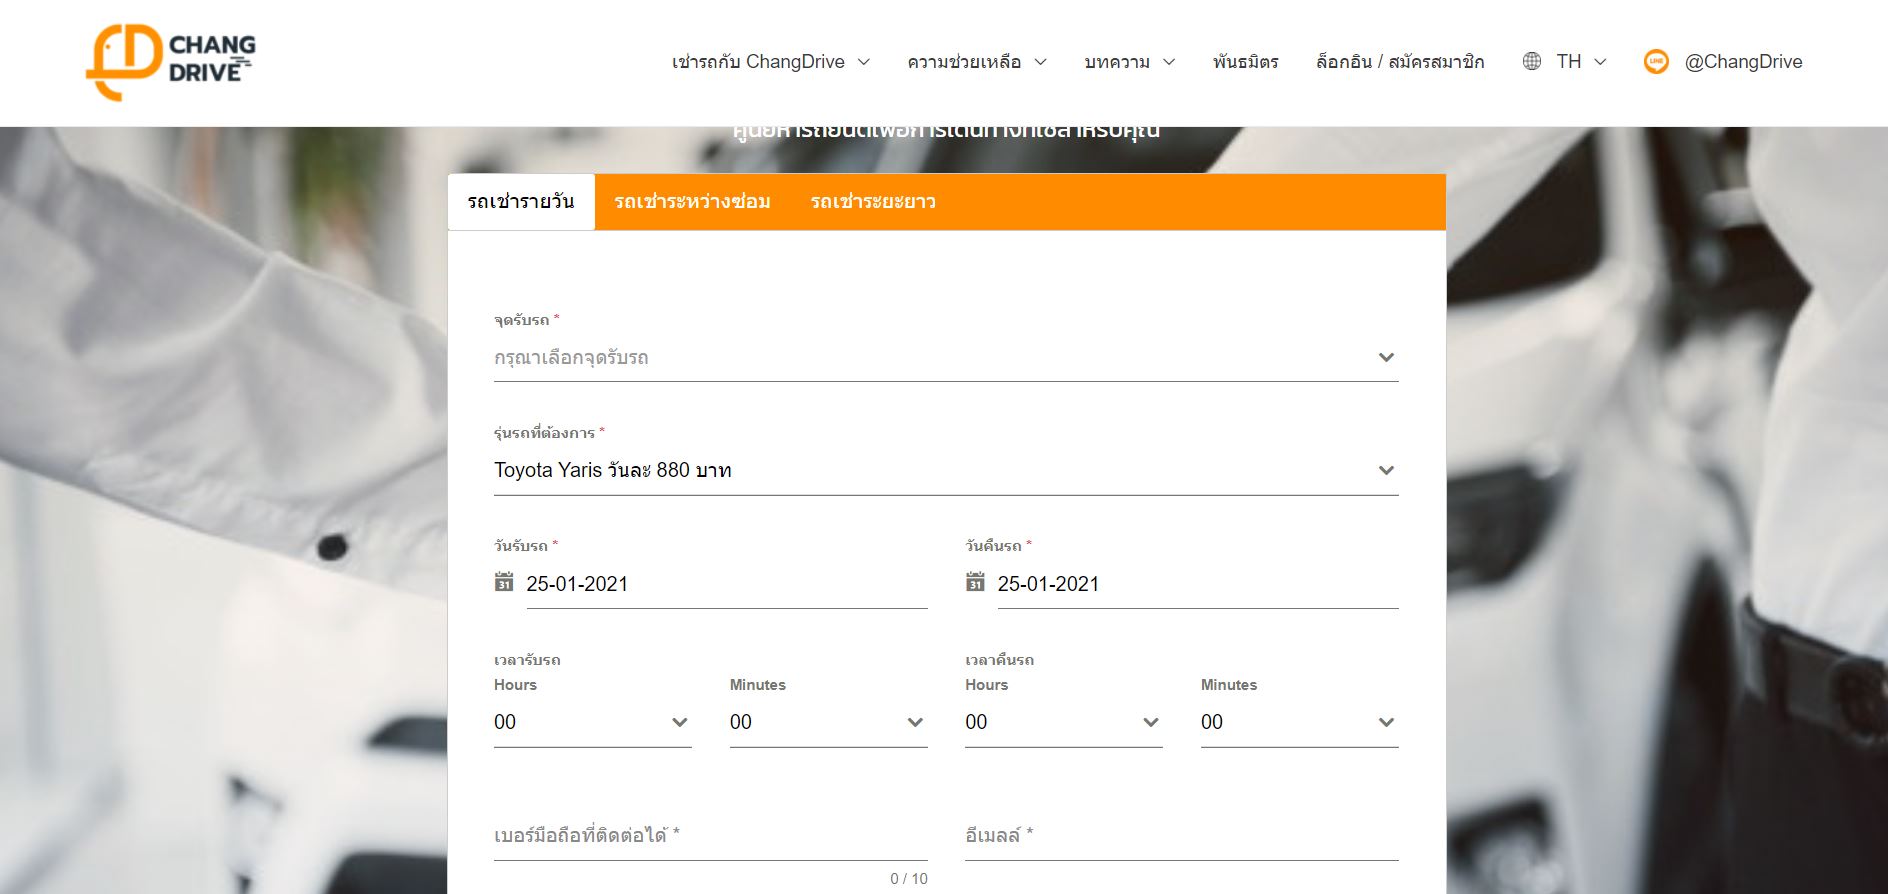 CHANG
DRIVE
เช่ารถกับ ChangDrive ความช่วยเหลือ บทความ พันธมิตร ล็อกอิน / สมัครสมาชิก TH LINE @ChangDrive
รถเช่ารายวัน รถเช่าระหว่างซ่อม รถเช่าระยะยาว
จุดรับรถ *
กรุณาเลือกจุดรับรถ
รุ่นรถที่ต้องการ *
Toyota Yaris วันละ 880 บาท
วันรับรถ * วันคืนรถ *
31 25-01-2021 31 25-01-2021
เวลารับรถ เวลาคืนรถ
Hours Minutes Hours Minutes
00 00 00 00
เบอร์มือถือที่ติดต่อได้ * อีเมลล์ *
0 / 10